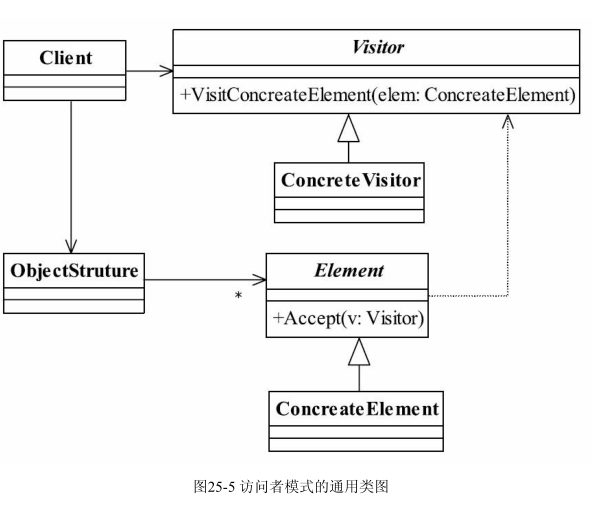 Client
Visitor
+VisitConcreateElement(elem: ConcreateElement)
ConcreteVisitor
ObjectStruture
*
Element
+Accept(v: Visitor)
ConcreateElement
图25-5 访问者模式的通用类图